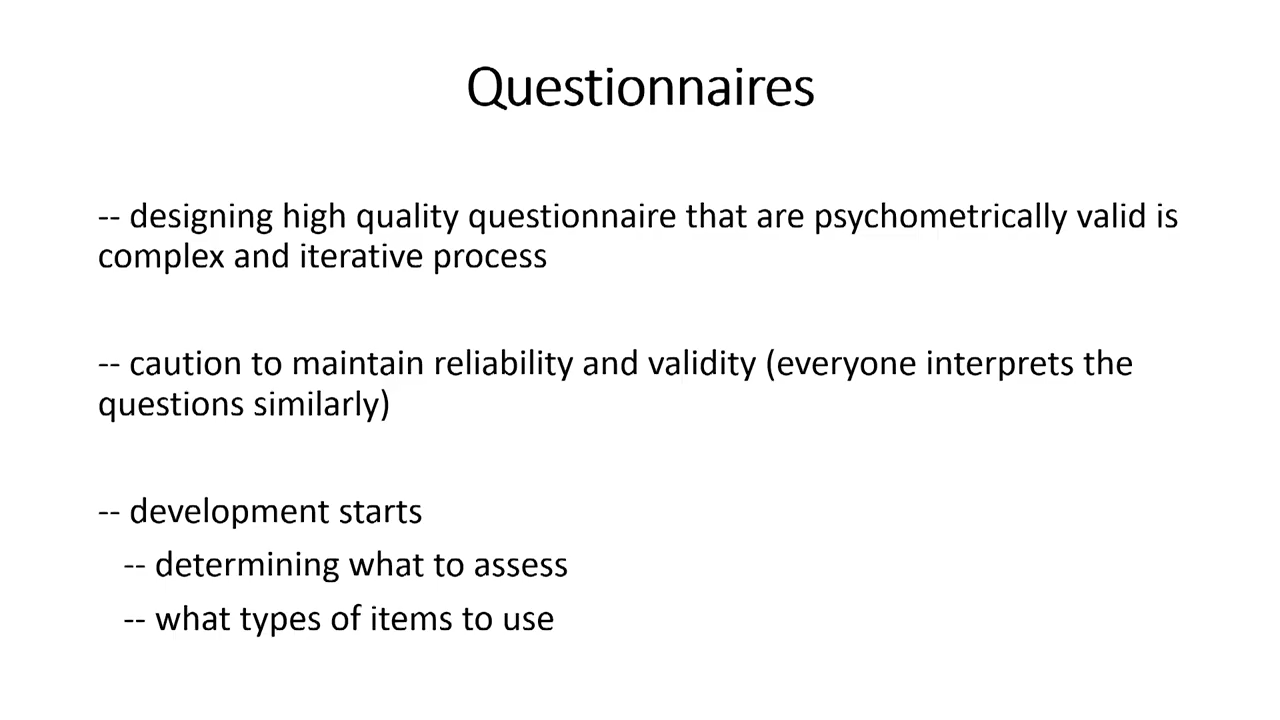 Questionnaires
-- designing high quality questionnaire that are psychometrically valid is
complex and iterative process
-- caution to maintain reliability and validity (everyone interprets the
questions similarly)
-- development starts
-- determining what to assess
-- what types of items to use